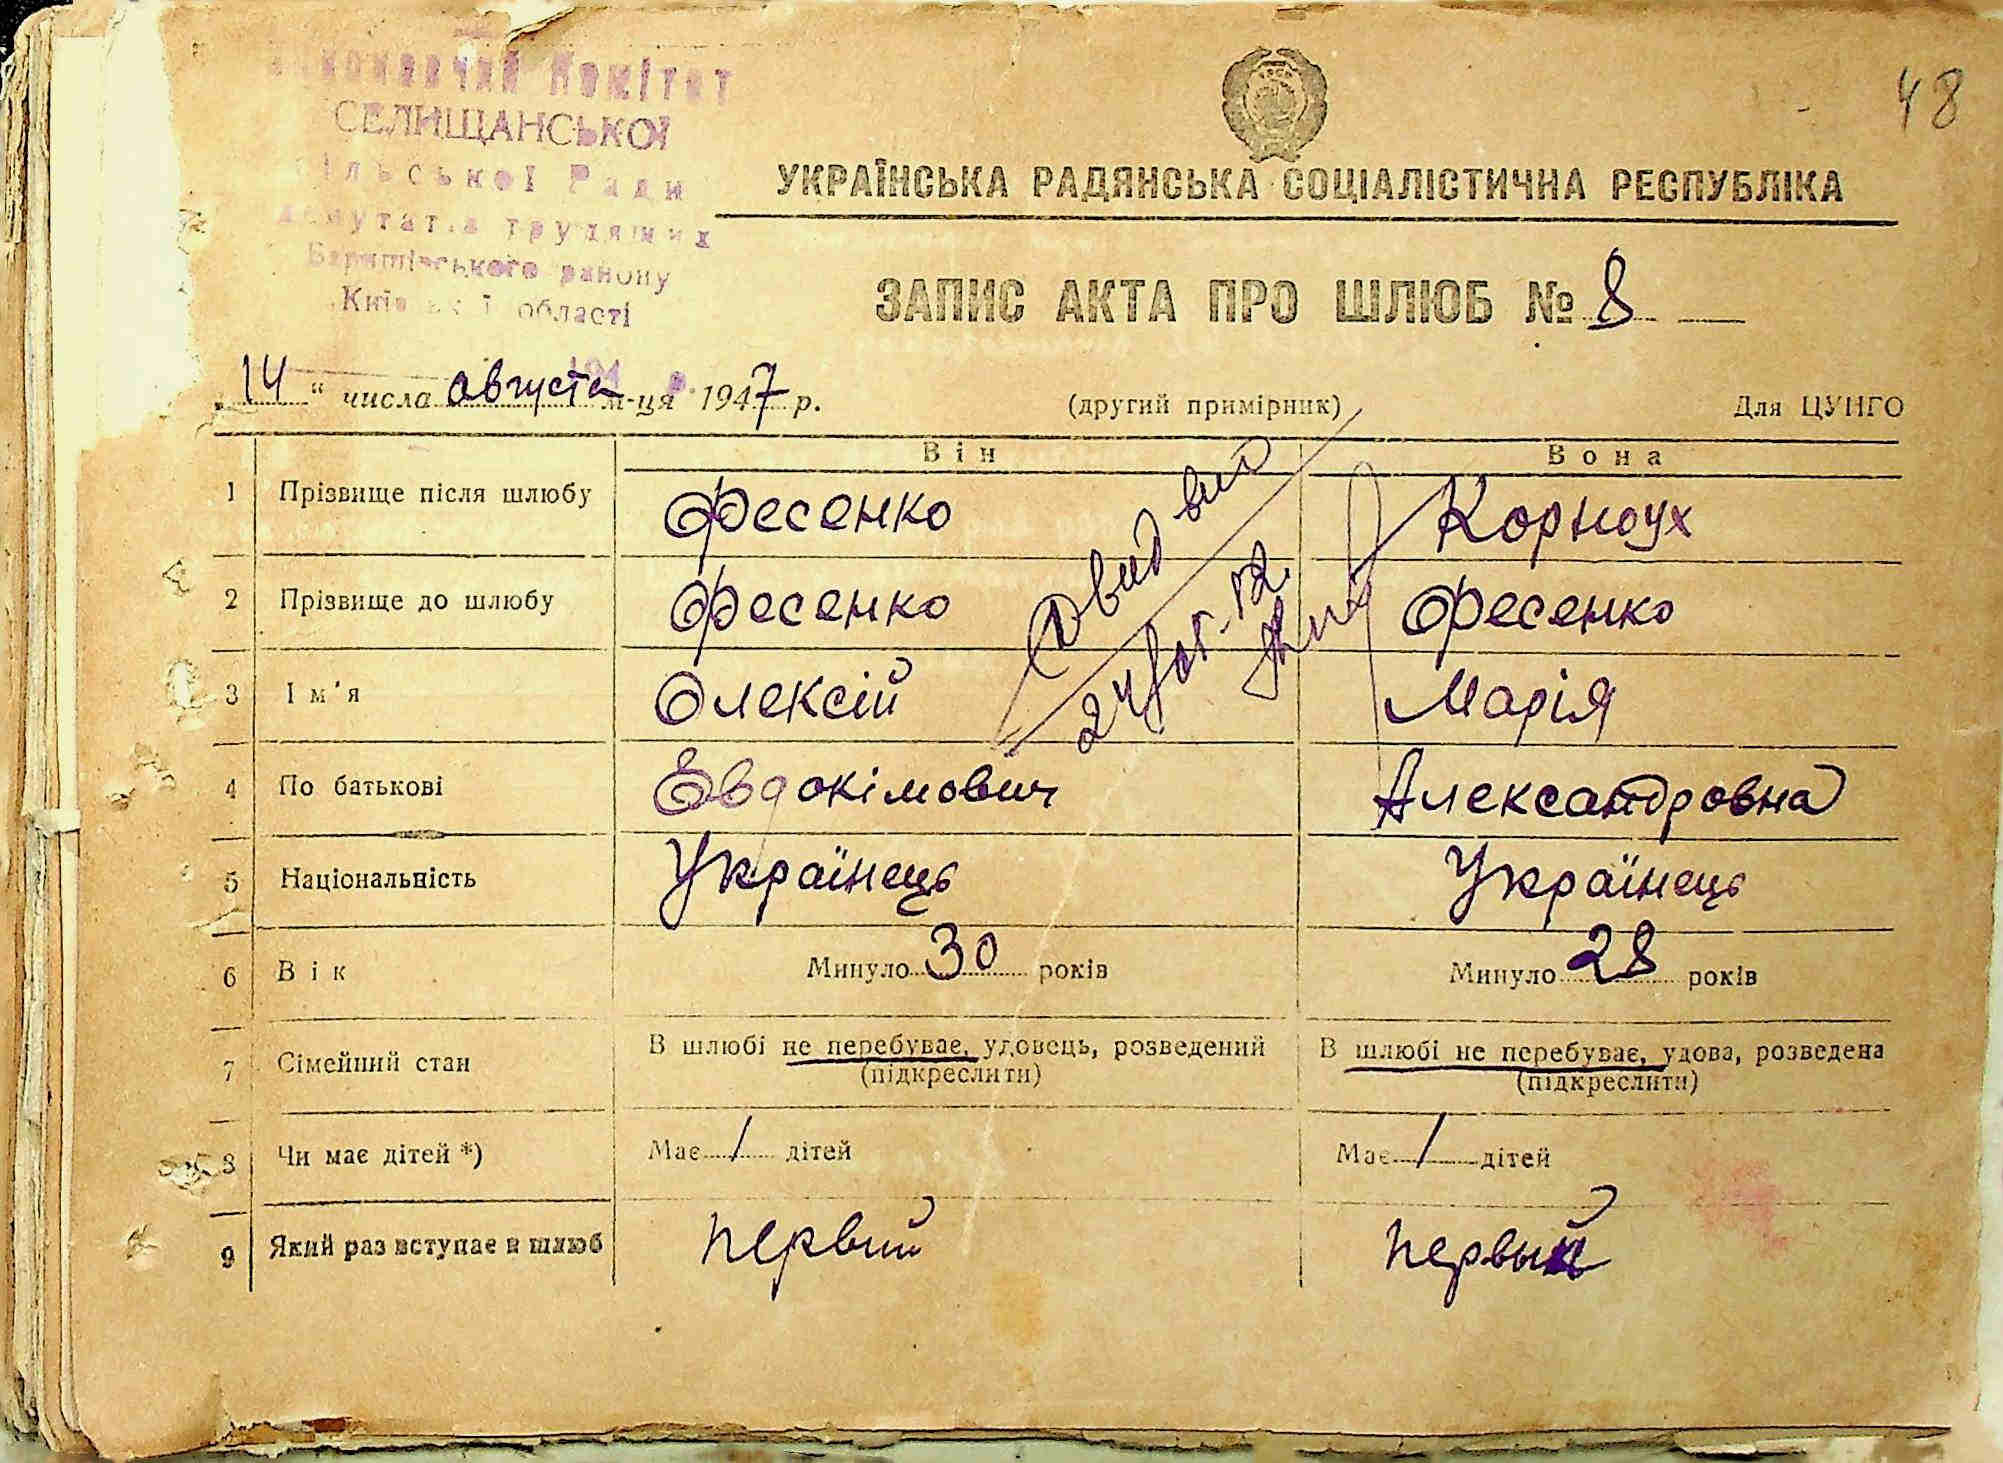 48
Комітет
СЕЛИЩАНСЬКОЇ
ільської Ради
депутатів трудящих
Баришівського району
Київської області
УКРАЇНСЬКА РАДЯНСЬКА СОЦІАЛІСТИЧНА РЕСПУБЛІКА
ЗАПИС АКТА ПРО ШЛЮБ № 8
„14“ числа августа м-ця 1947 р. (другий примірник) Для ЦУНГО
Він Вона
1 Прізвище після шлюбу Фесенко Корноух
2 Прізвище до шлюбу Фесенко Фесенко
3 Ім'я Олексій Марія
4 По батькові Евдокімович Александровна
5 Національність Українець Українець
6 Вік Минуло 30 років Минуло 28 років
7 Сімейний стан В шлюбі не перебуває, удовець, розведений В шлюбі не перебуває, удова, розведена
(підкреслити) (підкреслити)
8 Чи має дітей *) Має / дітей Має / дітей
9 Який раз вступає в шлюб первий первый